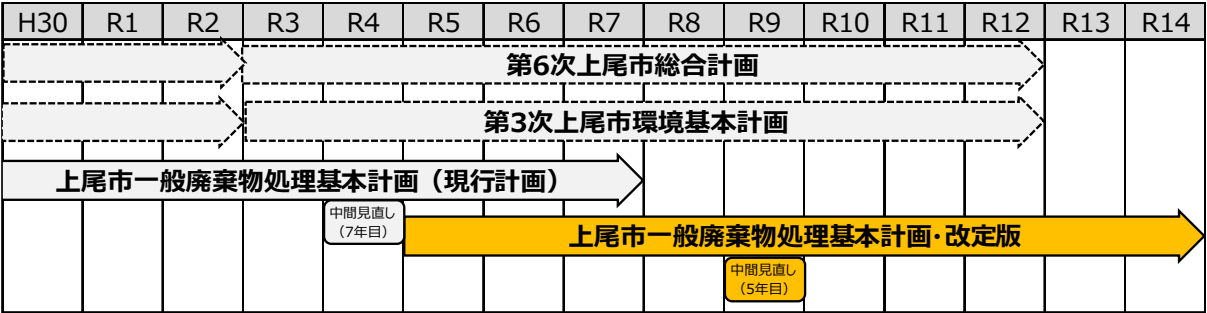 H30 R1 R2 R3 R4 R5 R6 R7 R8 R9 R10 R11 R12 R13 R14
第6次上尾市総合計画
第3次上尾市環境基本計画
上尾市一般廃棄物処理基本計画（現行計画）
中間見直し
（7年目）
上尾市一般廃棄物処理基本計画･改定版
中間見直し
（5年目）